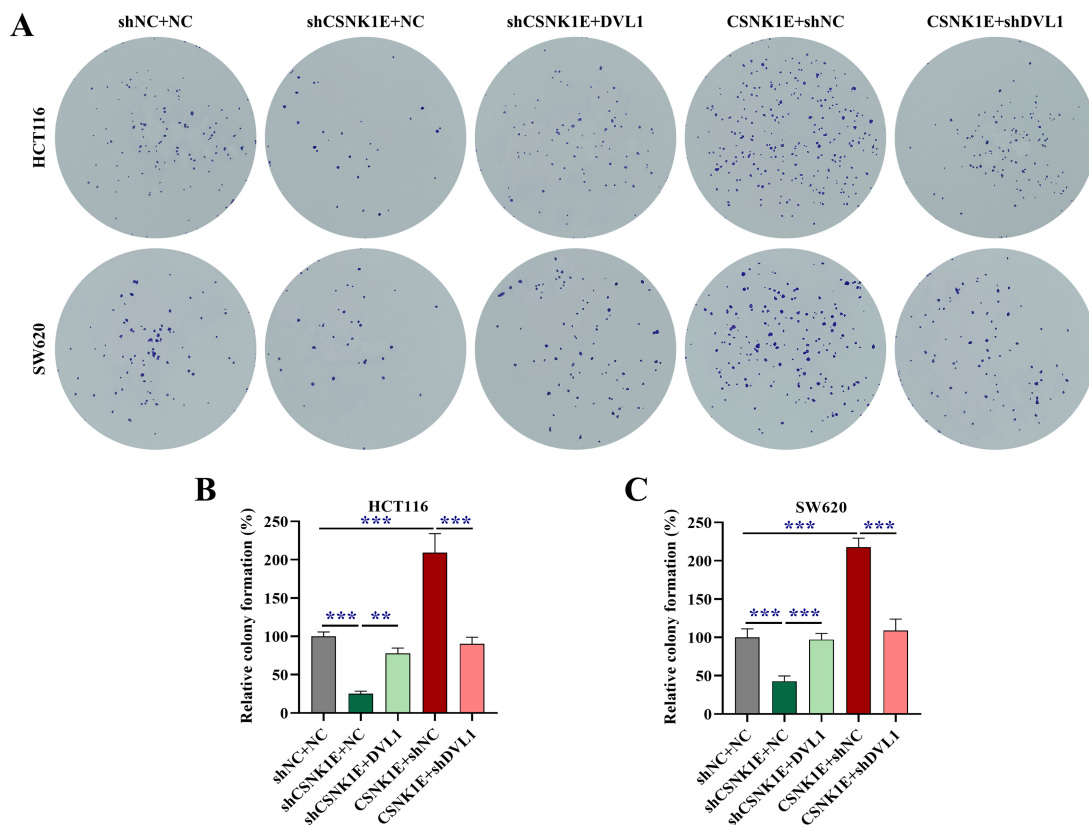 A
shNC+NC shCSNK1E+NC shCSNK1E+DVL1 CSNK1E+shNC CSNK1E+shDVL1
HCT116
SW620
B
HCT116
Relative colony formation (%)
250
200
150
100
50
0
*** ***
*** **
shNC+NC
shCSNK1E+NC
shCSNK1E+DVL1
CSNK1E+shNC
CSNK1E+shDVL1
C
SW620
Relative colony formation (%)
250
200
150
100
50
0
*** ***
*** ***
shNC+NC
shCSNK1E+NC
shCSNK1E+DVL1
CSNK1E+shNC
CSNK1E+shDVL1